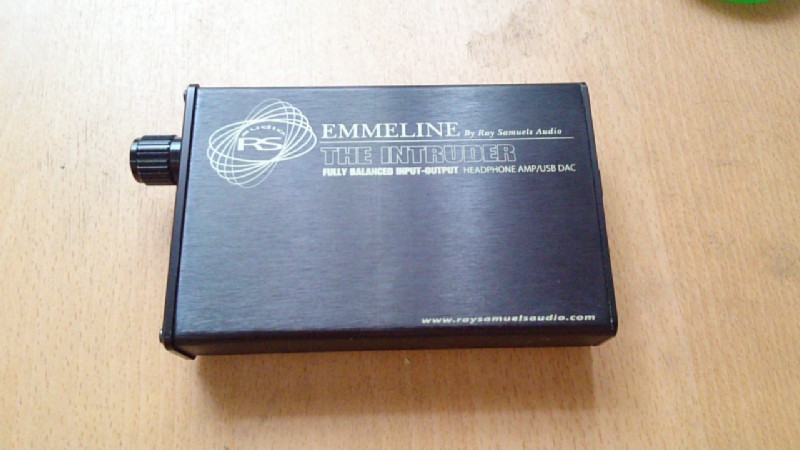 audio
RS
EMMELINE By Ray Samuels Audio
THE INTRUDER
FULLY BALANCED INPUT-OUTPUT HEADPHONE AMP/USB DAC
www.raysamuelsaudio.com